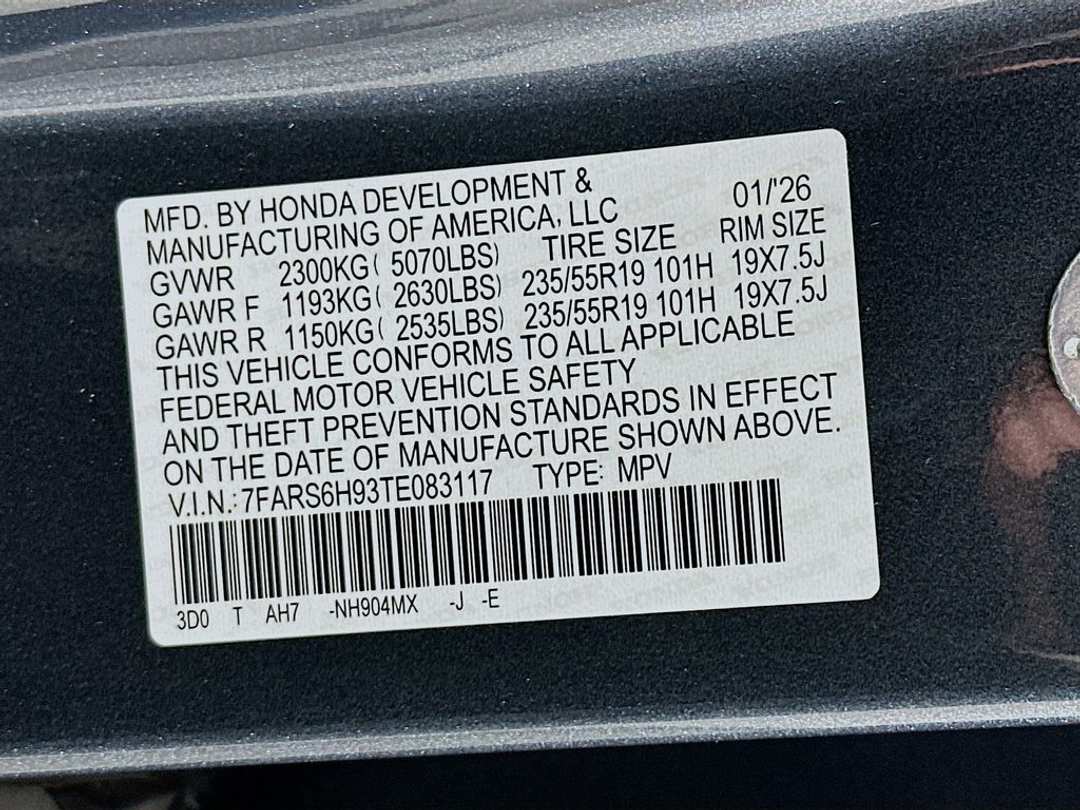 MFD. BY HONDA DEVELOPMENT &
MANUFACTURING OF AMERICA, LLC 01/'26
GVWR 2300KG( 5070LBS) TIRE SIZE RIM SIZE
GAWR F 1193KG( 2630LBS) 235/55R19 101H 19X7.5J
GAWR R 1150KG( 2535LBS) 235/55R19 101H 19X7.5J
THIS VEHICLE CONFORMS TO ALL APPLICABLE
FEDERAL MOTOR VEHICLE SAFETY
AND THEFT PREVENTION STANDARDS IN EFFECT
ON THE DATE OF MANUFACTURE SHOWN ABOVE.
V.I.N.:7FARS6H93TE083117 TYPE: MPV
3D0 T AH7 -NH904MX -J -E